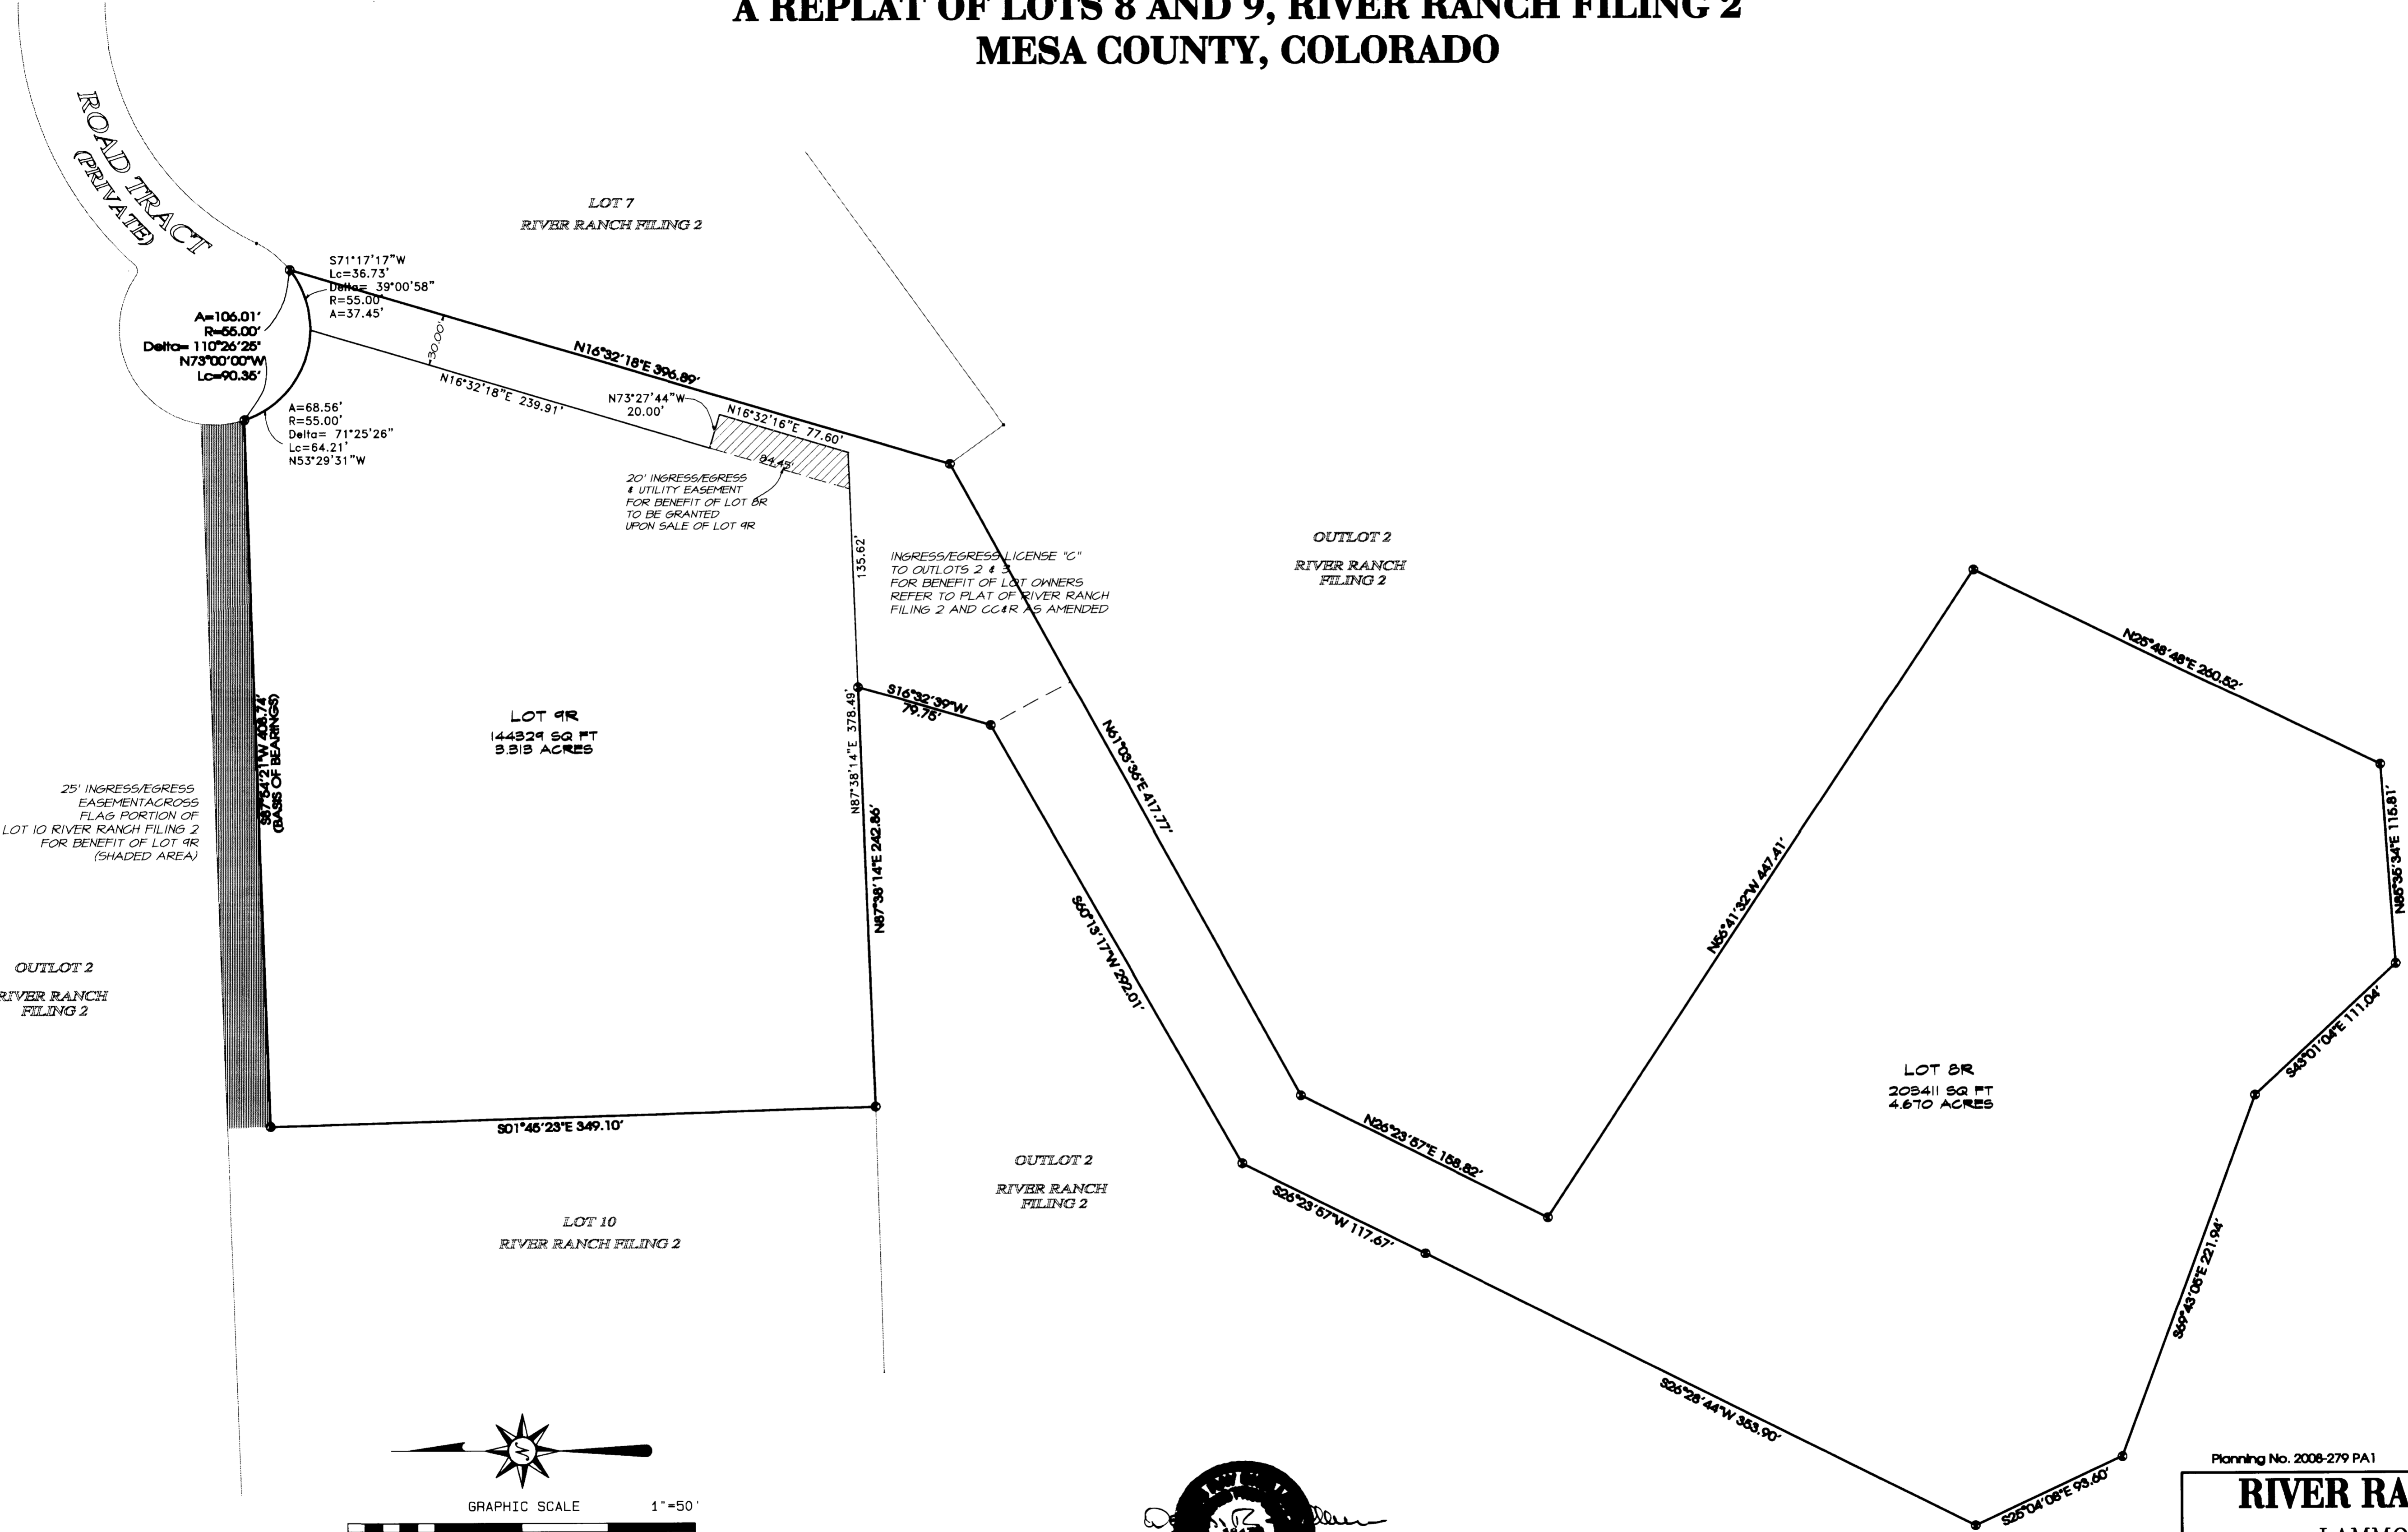 A REPLAT OF LOTS 8 AND 9, RIVER RANCH FILING 2
MESA COUNTY, COLORADO
ROAD TRACT
(PRIVATE)
LOT 7
RIVER RANCH FILING 2
S71°17'17"W
Lc=36.73'
Delta= 39°00'58"
R=55.00'
A=37.45'
A=106.01'
R=55.00'
Delta= 110°26'25"
N73°00'00"W
Lc=90.35'
30.00'
N16°32'18"E 396.89'
N16°32'18"E 239.91'
N73°27'44"W
20.00'
N16°32'16"E 77.60'
84.45'
A=68.56'
R=55.00'
Delta= 71°25'26"
Lc=64.21'
N53°29'31"W
20' INGRESS/EGRESS
& UTILITY EASEMENT
FOR BENEFIT OF LOT 8R
TO BE GRANTED
UPON SALE OF LOT 9R
135.62'
INGRESS/EGRESS LICENSE "C"
TO OUTLOTS 2 & 3
FOR BENEFIT OF LOT OWNERS
REFER TO PLAT OF RIVER RANCH
FILING 2 AND CC&R AS AMENDED
OUTLOT 2
RIVER RANCH
FILING 2
N25°48'48"E 260.52'
N85°35'34"E 115.81'
S16°32'39"W
79.75'
LOT 9R
144329 SQ FT
3.313 ACRES
S87°54'21"W 408.74'
(BASIS OF BEARINGS)
N87°38'14"E 378.49'
N87°38'14"E 242.86'
N61°03'36"E 417.77'
N56°41'32"W 447.41'
25' INGRESS/EGRESS
EASEMENTACROSS
FLAG PORTION OF
LOT 10 RIVER RANCH FILING 2
FOR BENEFIT OF LOT 9R
(SHADED AREA)
S60°13'17"W 292.01'
S43°01'04"E 111.04'
OUTLOT 2
RIVER RANCH
FILING 2
LOT 8R
203411 SQ FT
4.670 ACRES
S01°45'23"E 349.10'
N26°23'57"E 158.82'
OUTLOT 2
RIVER RANCH
FILING 2
S26°23'57"W 117.67'
LOT 10
RIVER RANCH FILING 2
S69°43'05"E 221.94'
S26°28'44"W 353.90'
S25°04'08"E 93.60'
N
GRAPHIC SCALE 1"=50'
Planning No. 2008-279 PA1
RIVER RA